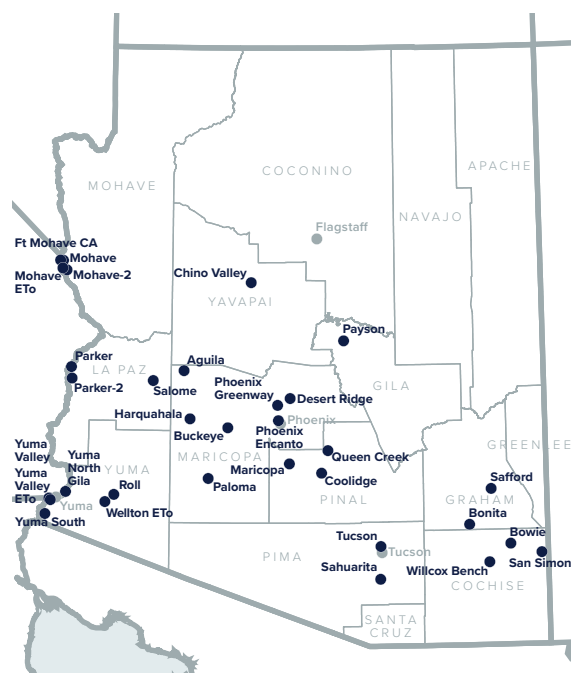 COCONINO
APACHE
MOHAVE
NAVAJO
Flagstaff
Ft Mohave CA
Mohave
Mohave
ETo
Mohave-2
Chino Valley
YAVAPAI
Payson
Parker
LA PAZ
Aguila
Parker-2
Salome
Phoenix
Greenway
Desert Ridge
GILA
Harquahala
Buckeye
Phoenix
Phoenix
Encanto
Yuma
Valley
Yuma
North
Gila
MARICOPA
Queen Creek
GREENLEE
Yuma
Valley
ETo
YUMA
Maricopa
Coolidge
Roll
Paloma
PINAL
Safford
GRAHAM
Yuma
Wellton ETo
Bonita
Yuma South
Tucson
Tucson
PIMA
Bowie
Sahuarita
Willcox Bench
San Simon
COCHISE
SANTA
CRUZ